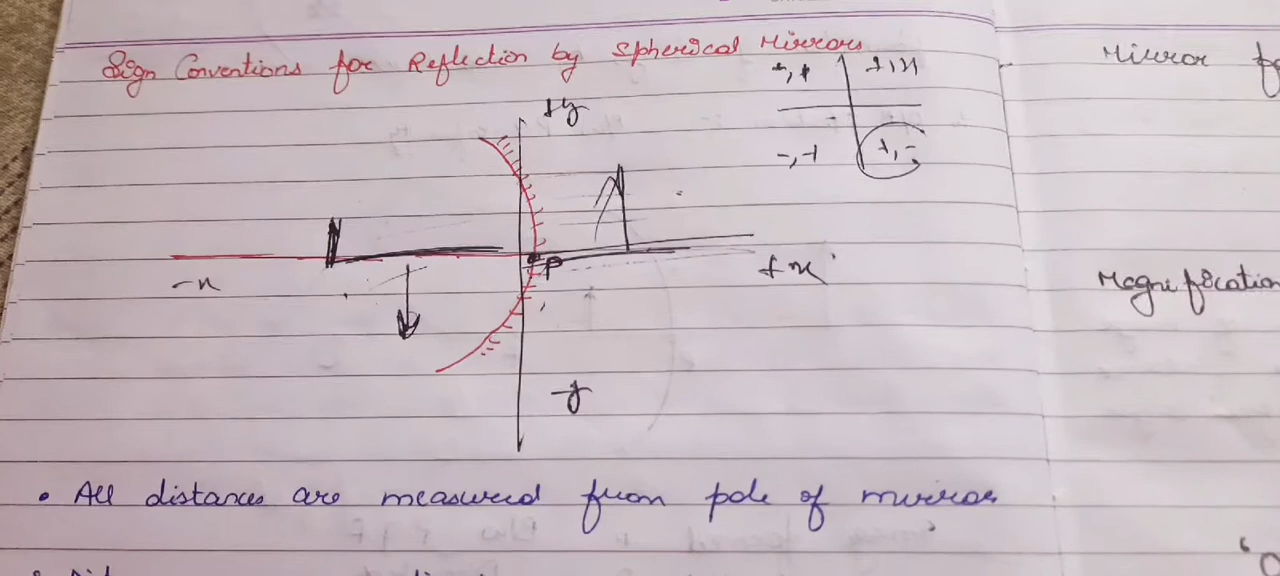 Sign Conventions for Reflection by Spherical Mirrors
+y
-x
P
+x
-y
+, -
• All distances are measured from pole of mirror
Mirror
Magnification